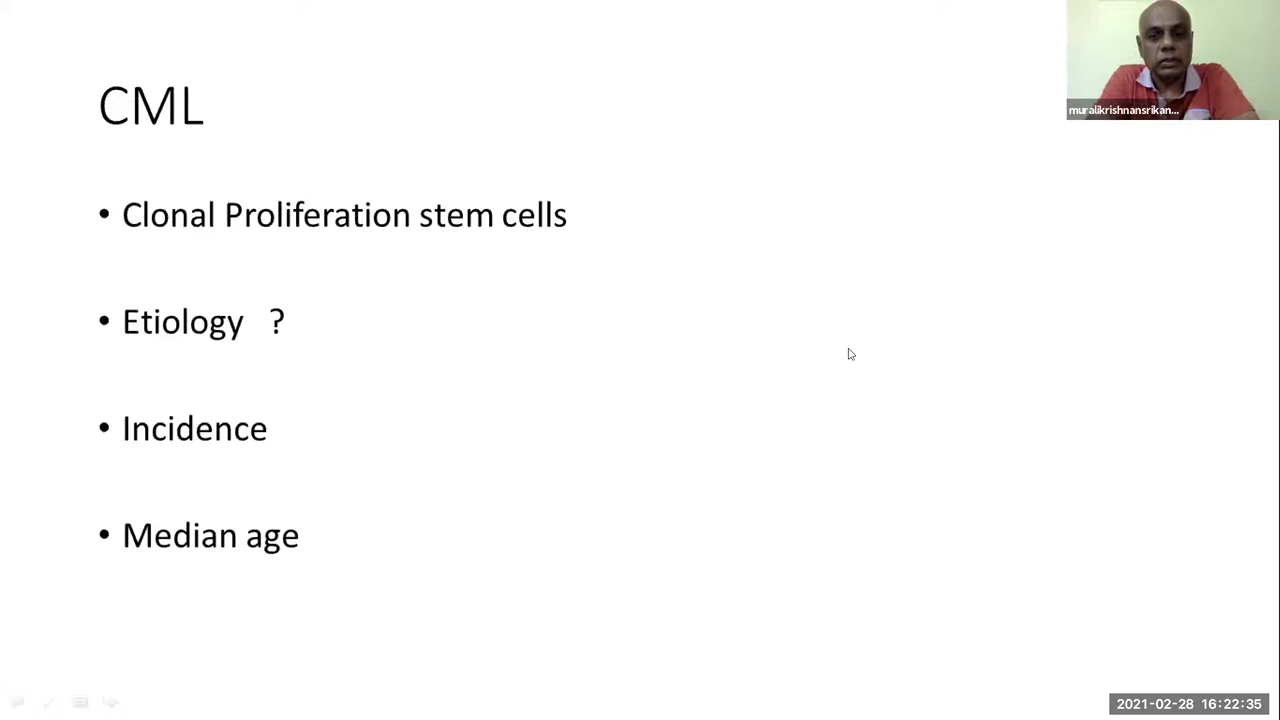 CML
muralikrishnansrikan...
• Clonal Proliferation stem cells
• Etiology ?
• Incidence
• Median age
2021-02-28 16:22:35